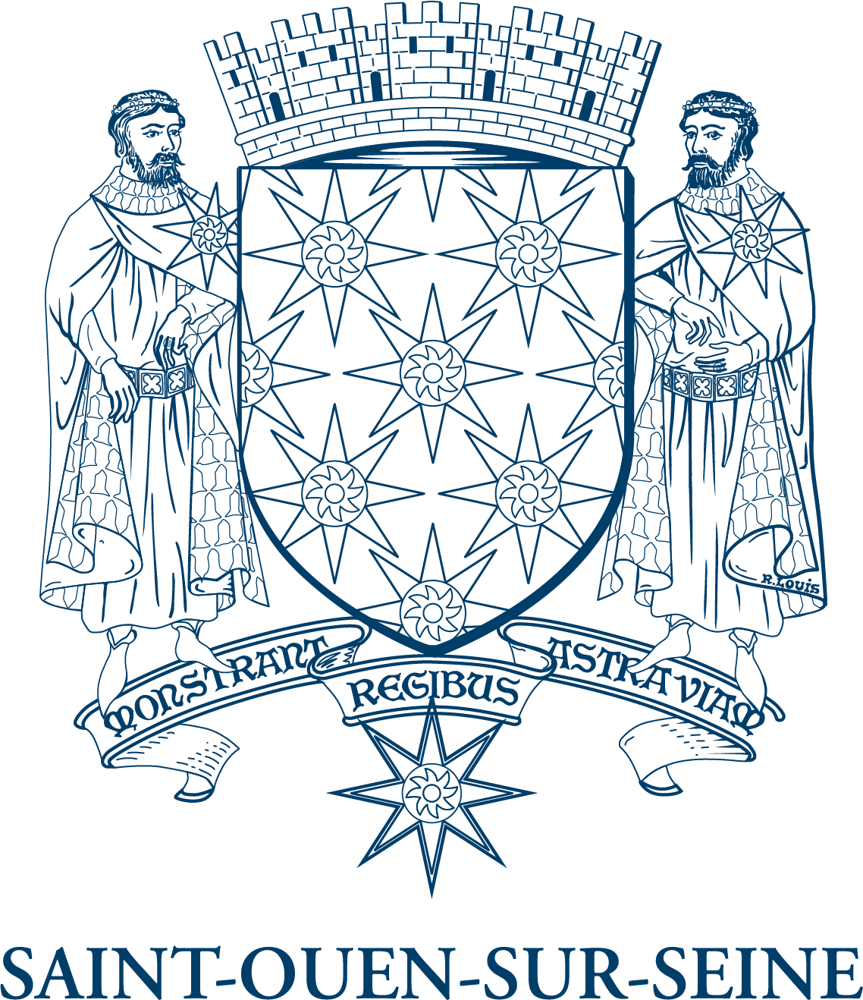 R. LOUIS
MONSTRANT REGIBUS ASTRA VIAM
SAINT-OUEN-SUR-SEINE